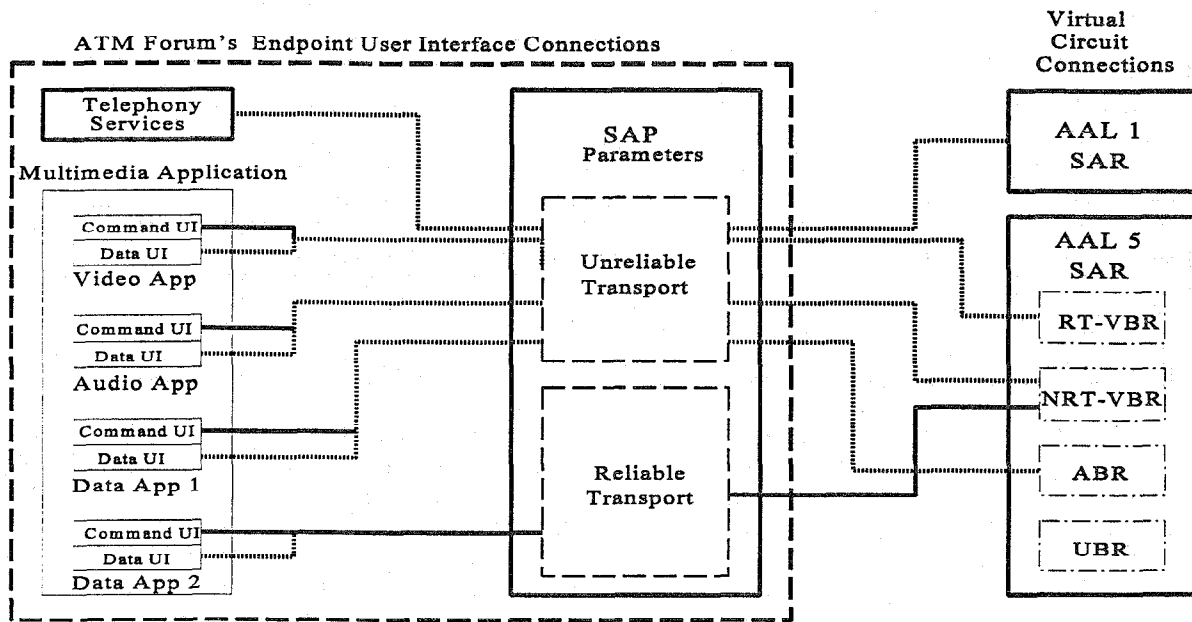 ATM Forum's Endpoint User Interface Connections
Virtual
Circuit
Connections
Telephony
Services
Multimedia Application
Command UI
Data UI
Video App
Command UI
Data UI
Audio App
Command UI
Data UI
Data App 1
Command UI
Data UI
Data App 2
SAP
Parameters
Unreliable
Transport
Reliable
Transport
AAL 1
SAR
AAL 5
SAR
RT-VBR
NRT-VBR
ABR
UBR